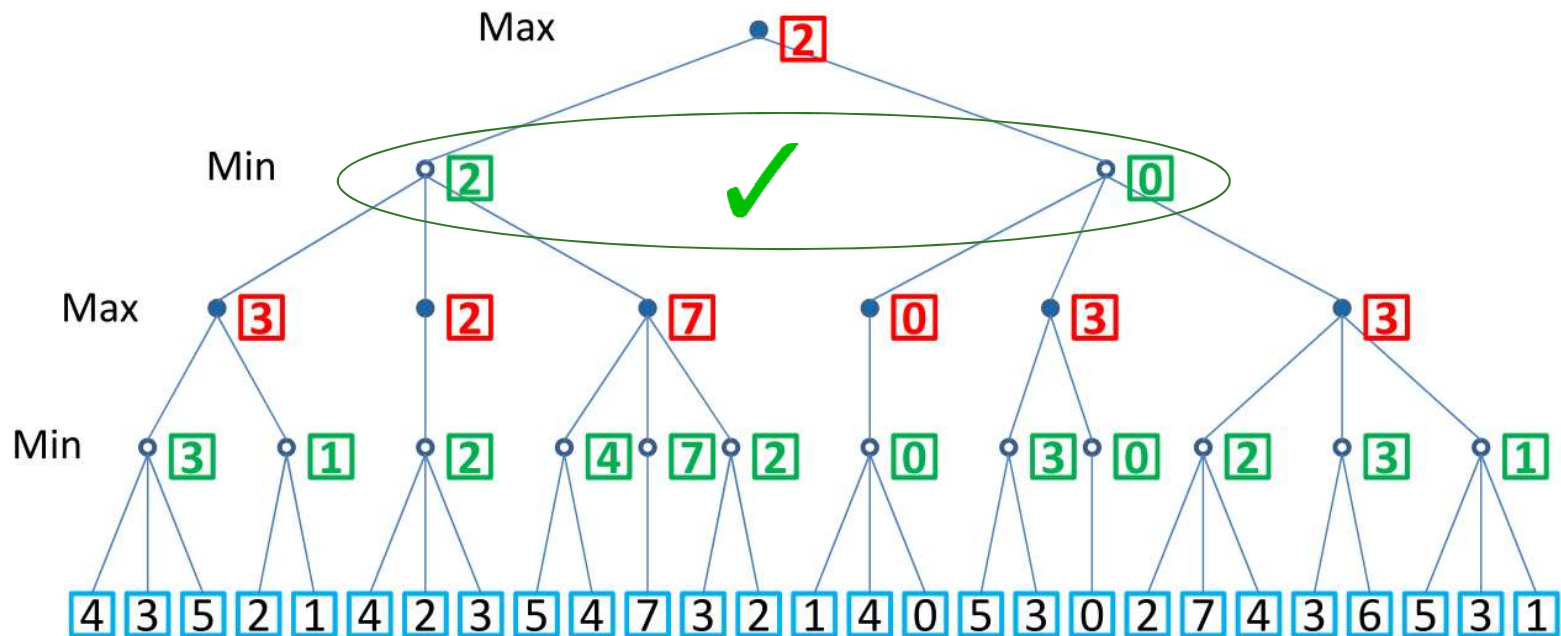 Max 2
Min 2 0
Max 3 2 7 0 3 3
Min 3 1 2 4 7 2 0 3 0 2 3 1
4 3 5 2 1 4 2 3 5 4 7 3 2 1 4 0 5 3 0 2 7 4 3 6 5 3 1